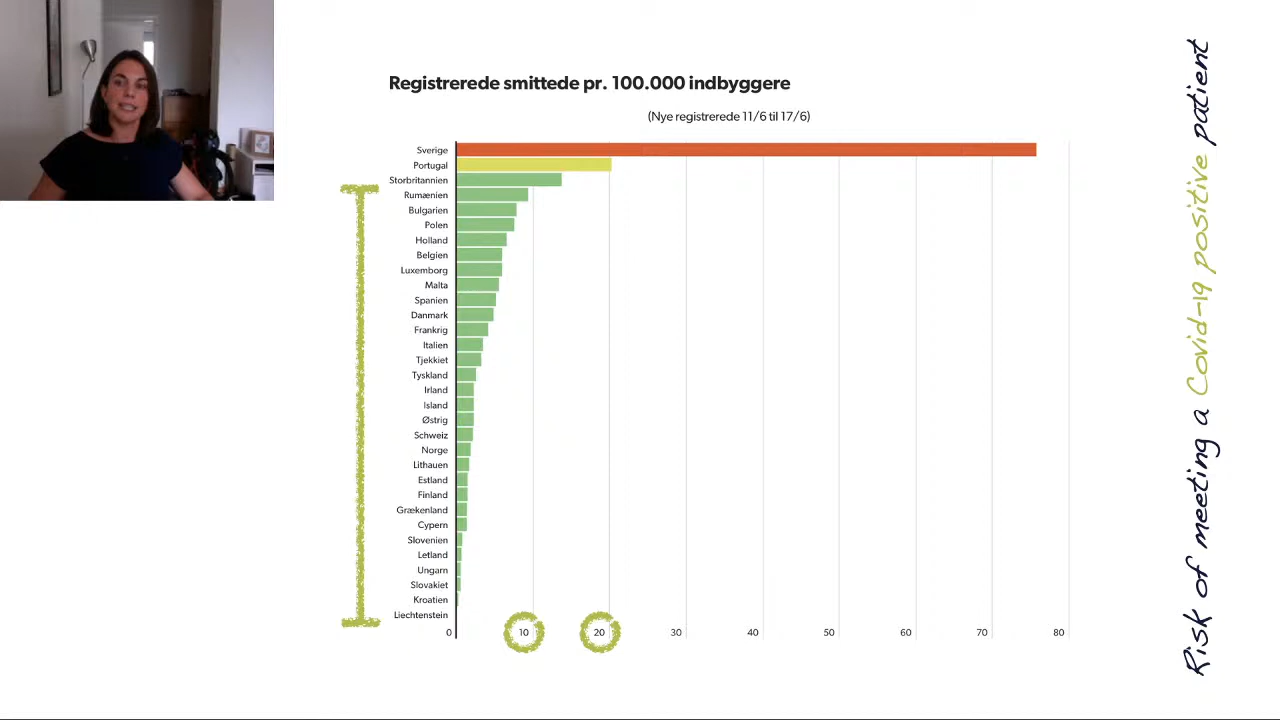 Registrerede smittede pr. 100.000 indbyggere
(Nye registrerede 11/6 til 17/6)
Sverige
Portugal
Storbritannien
Rumænien
Bulgarien
Polen
Holland
Belgien
Luxemborg
Malta
Spanien
Danmark
Frankrig
Italien
Tjekkiet
Tyskland
Irland
Island
Østrig
Schweiz
Norge
Lithauen
Estland
Finland
Grækenland
Cypern
Slovenien
Letland
Ungarn
Slovakiet
Kroatien
Liechtenstein
0 10 20 30 40 50 60 70 80
Risk of meeting a Covid-19 positive patient